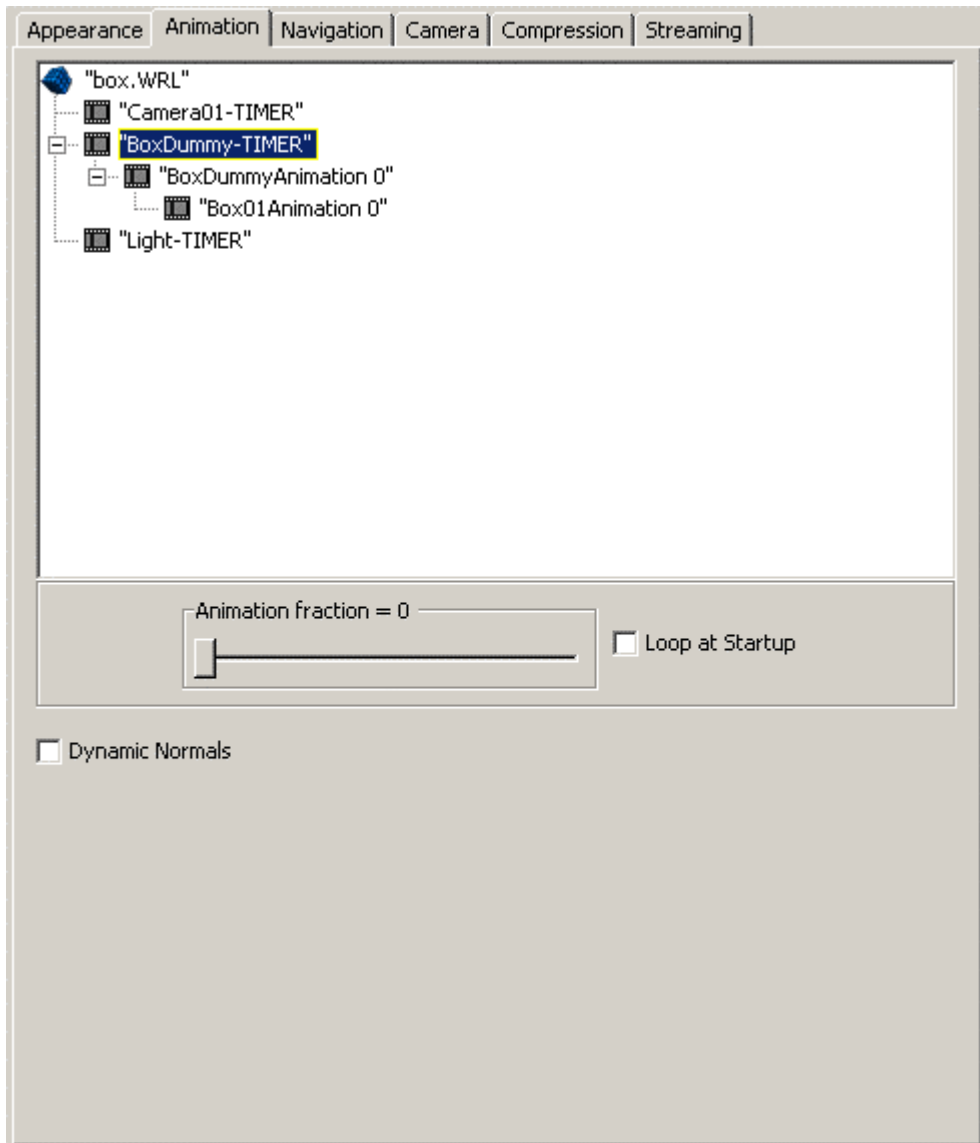 Appearance Animation Navigation Camera Compression Streaming
"box.WRL"
"Camera01-TIMER"
"BoxDummy-TIMER"
"BoxDummyAnimation 0"
"Box01Animation 0"
"Light-TIMER"
Animation fraction = 0
Loop at Startup
Dynamic Normals